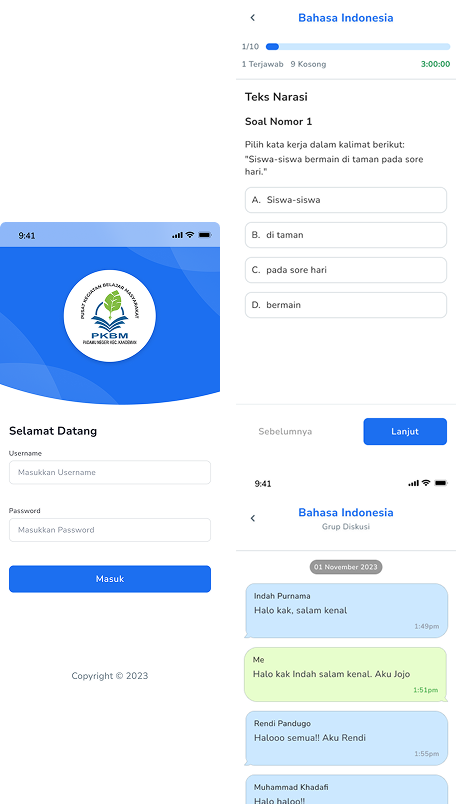 9:41
PUSAT KEGIATAN BELAJAR MASYARAKAT
PKBM
PADAMU NEGERI KEC. KANDEMAN
Selamat Datang
Username
Masukkan Username
Password
Masukkan Password
Masuk
Copyright © 2023
Bahasa Indonesia
1/10
1 Terjawab 9 Kosong 3:00:00
Teks Narasi
Soal Nomor 1
Pilih kata kerja dalam kalimat berikut:
"Siswa-siswa bermain di taman pada sore
hari."
A. Siswa-siswa
B. di taman
C. pada sore hari
D. bermain
Sebelumnya Lanjut
9:41
Bahasa Indonesia
Grup Diskusi
01 November 2023
Indah Purnama
Halo kak, salam kenal
1:49pm
Me
Halo kak Indah salam kenal. Aku Jojo
1:51pm
Rendi Pandugo
Halooo semua!! Aku Rendi
1:55pm
Muhammad Khadafi
Halo haloo!!